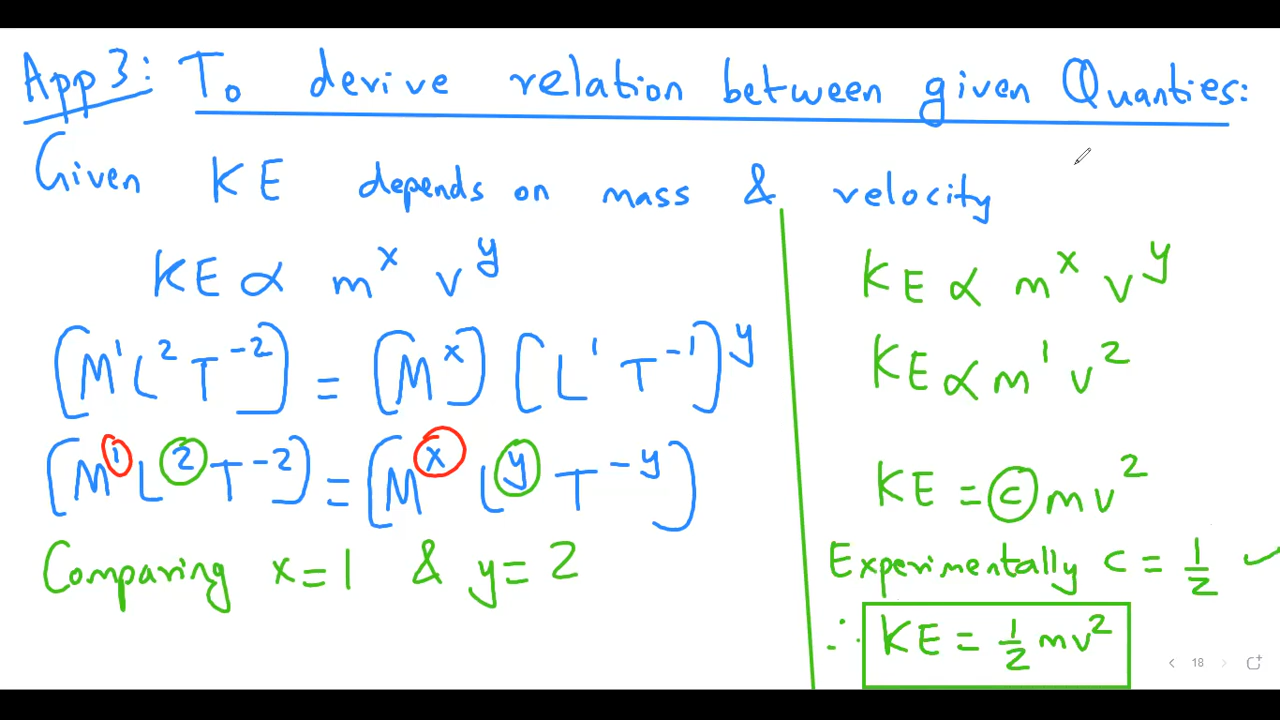 App 3: To derive relation between given Quanties:
Given KE depends on mass & velocity
KE ∝ m^x v^y
[M^1 L^2 T^-2] = [M^x] [L^1 T^-1]^y
[M^1 L^2 T^-2] = [M^x L^y T^-y]
Comparing x = 1 & y = 2
KE ∝ m^x v^y
KE ∝ m^1 v^2
KE = c mv^2
Experimentally c = 1/2 ✓
∴ KE = 1/2 mv^2
< 18 >